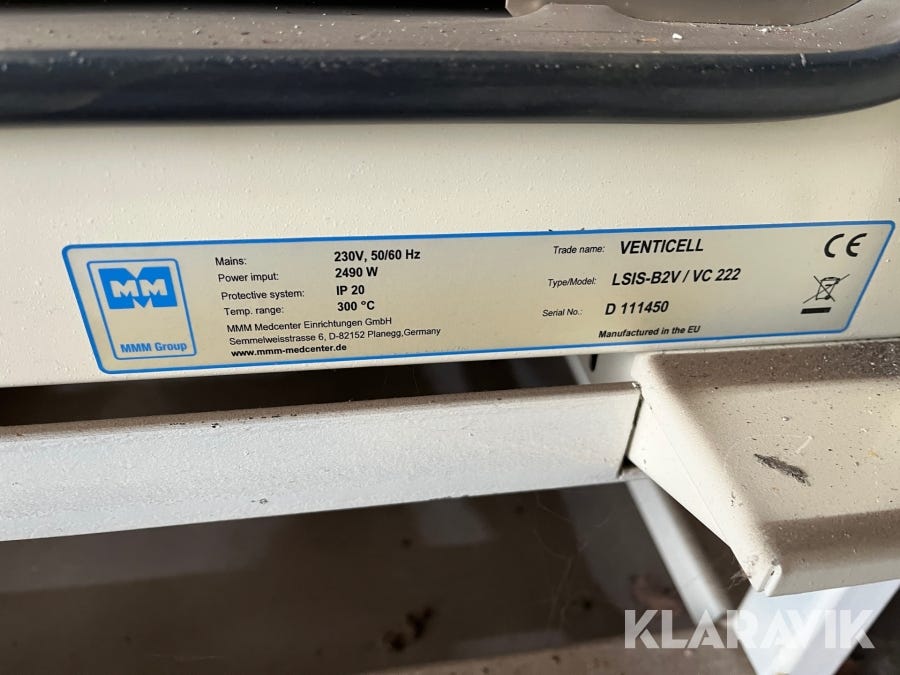 MMM
MMM Group
Mains: 230V, 50/60 Hz
Power imput: 2490 W
Protective system: IP 20
Temp. range: 300 °C
MMM Medcenter Einrichtungen GmbH
Semmelweisstrasse 6, D-82152 Planegg,Germany
www.mmm-medcenter.de
Trade name: VENTICELL
Type/Model: LSIS-B2V / VC 222
Serial No.: D 111450
Manufactured in the EU
CE
KLARAVIK